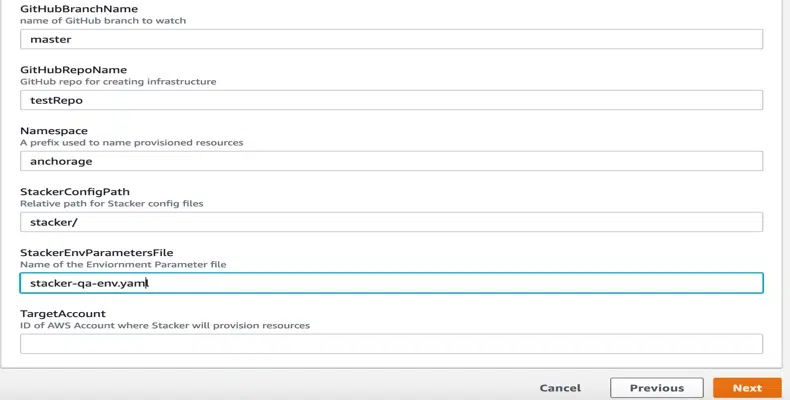 GitHubBranchName
name of GitHub branch to watch
master
GitHubRepoName
GitHub repo for creating infrastructure
testRepo
Namespace
A prefix used to name provisioned resources
anchorage
StackerConfigPath
Relative path for Stacker config files
stacker/
StackerEnvParametersFile
Name of the Enviornment Parameter file
stacker-qa-env.yaml
TargetAccount
ID of AWS Account where Stacker will provision resources
Cancel Previous Next